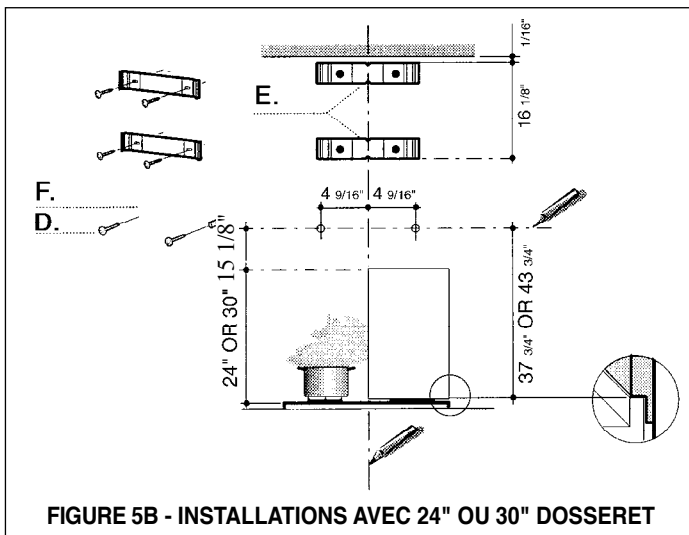 1/16"
E.
16 1/8"
4 9/16" 4 9/16"
F.
D.
15 1/8"
24" OR 30"
37 3/4" OR 43 3/4"
FIGURE 5B - INSTALLATIONS AVEC 24" OU 30" DOSSERET